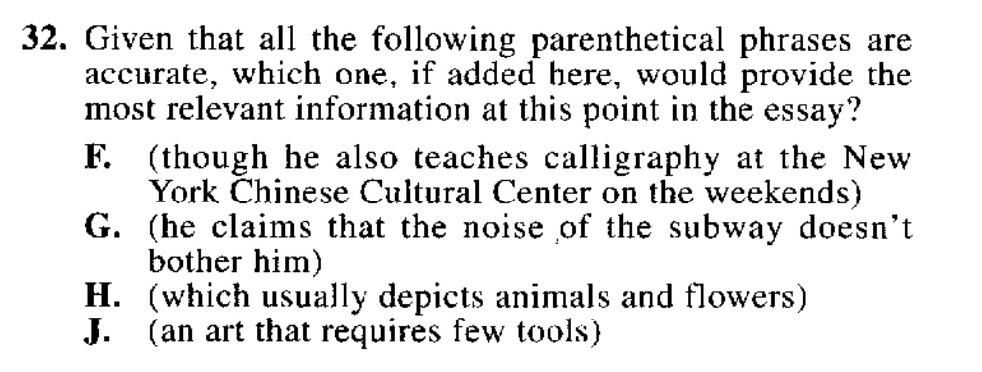 32. Given that all the following parenthetical phrases are
accurate, which one, if added here, would provide the
most relevant information at this point in the essay?
F. (though he also teaches calligraphy at the New
York Chinese Cultural Center on the weekends)
G. (he claims that the noise of the subway doesn't
bother him)
H. (which usually depicts animals and flowers)
J. (an art that requires few tools)